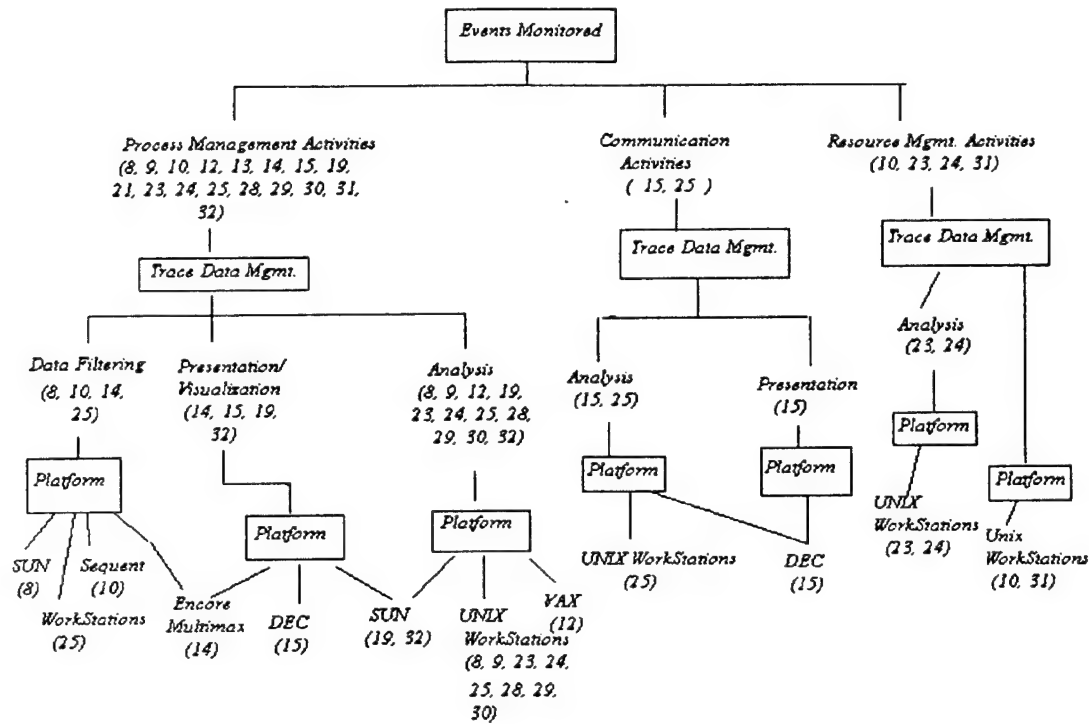 Events Monitored
Process Management Activities
(8, 9, 10, 12, 13, 14, 15, 19,
21, 23, 24, 25, 28, 29, 30, 31,
32)
Communication
Activities
( 15, 25 )
Resource Mgmt. Activities
(10, 23, 24, 31)
Trace Data Mgmt.
Trace Data Mgmt.
Trace Data Mgmt.
Data Filtering
(8, 10, 14,
25)
Presentation/
Visualization
(14, 15, 19,
32)
Analysis
(8, 9, 12, 19,
23, 24, 25, 28,
29, 30, 32)
Analysis
(15, 25)
Presentation
(15)
Analysis
(23, 24)
Platform
Platform
Platform
Platform
Platform
Platform
Platform
SUN
(8)
Sequent
(10)
WorkStations
(25)
Encore
Multimax
(14)
DEC
(15)
SUN
(19, 32)
UNIX
WorkStations
(8, 9, 23, 24,
25, 28, 29,
30)
VAX
(12)
UNIX WorkStations
(25)
DEC
(15)
UNIX
WorkStations
(23, 24)
Unix
WorkStations
(10, 31)